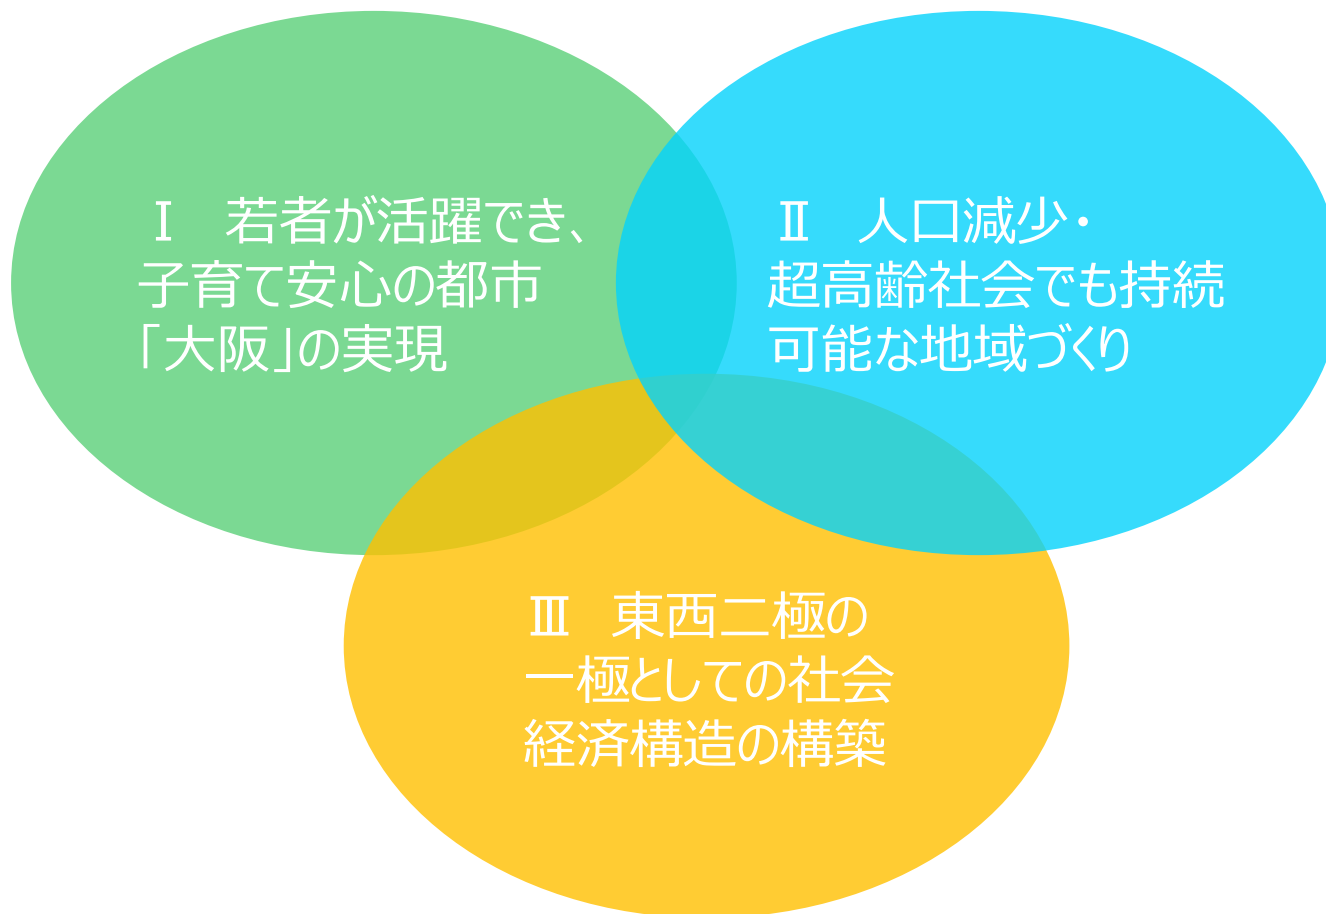 Ⅰ　若者が活躍でき、
子育て安心の都市
「大阪」の実現
Ⅱ　人口減少・
超高齢社会でも持続
可能な地域づくり
Ⅲ　東西二極の
一極としての社会
経済構造の構築